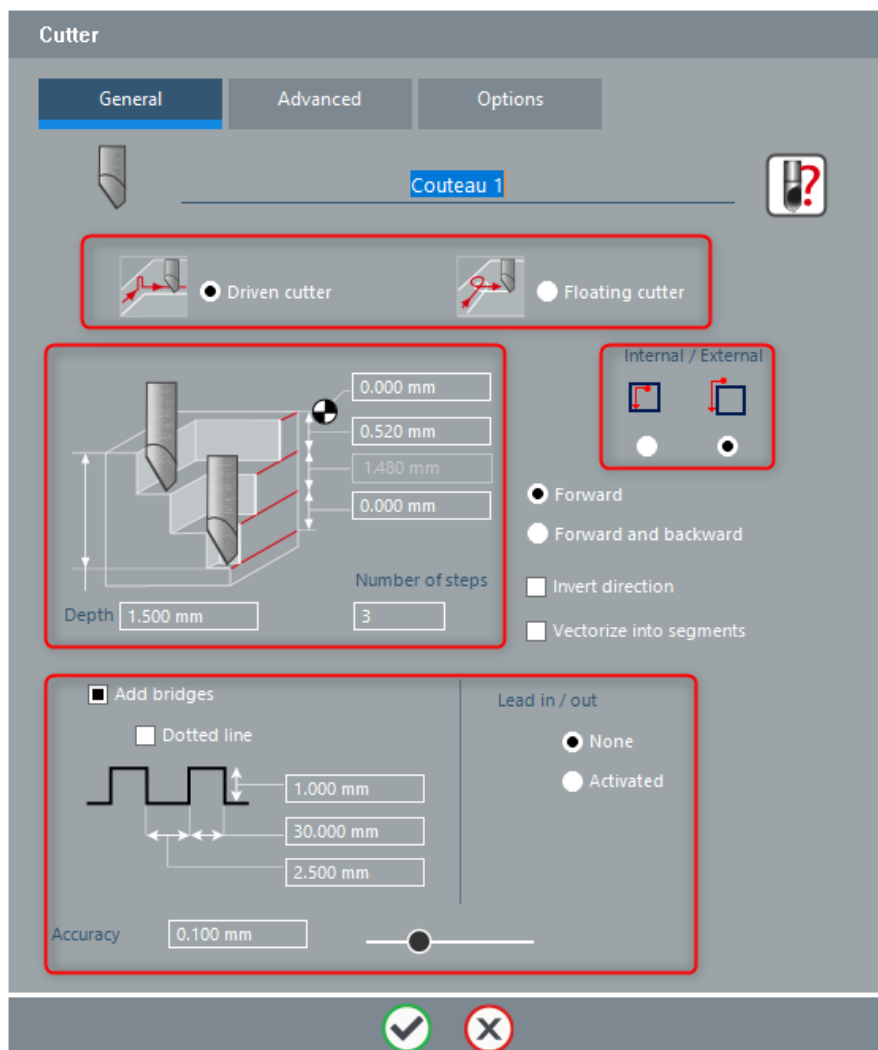 Cutter
General Advanced Options
Couteau 1
?
Driven cutter Floating cutter
Internal / External
0.000 mm
0.520 mm
1.480 mm
0.000 mm
Forward
Forward and backward
Number of steps
Invert direction
Depth 1.500 mm 3
Vectorize into segments
Add bridges
Dotted line
1.000 mm
30.000 mm
2.500 mm
Lead in / out
None
Activated
Accuracy 0.100 mm